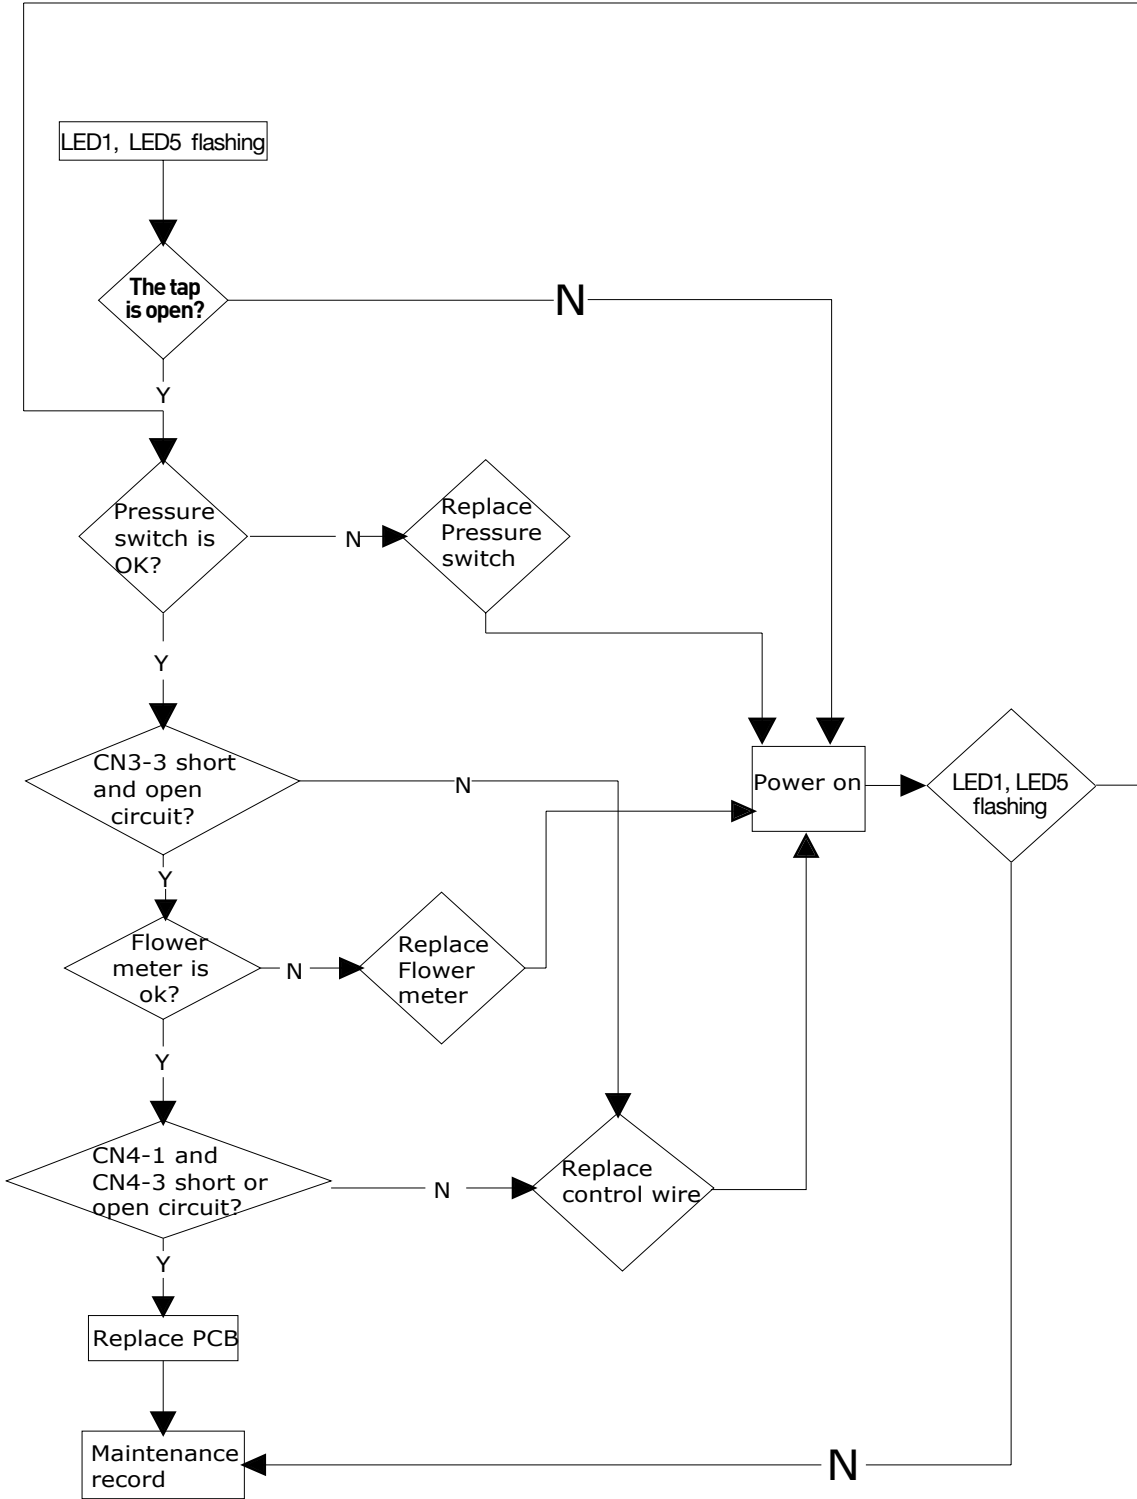 LED1, LED5 flashing
The tap
is open?
N
Y
Pressure
switch is
OK?
N
Replace
Pressure
switch
Y
CN3-3 short
and open
circuit?
N
Power on
LED1, LED5
flashing
Y
Flower
meter is
ok?
N
Replace
Flower
meter
Y
CN4-1 and
CN4-3 short or
open circuit?
N
Replace
control wire
Y
Replace PCB
Maintenance
record
N